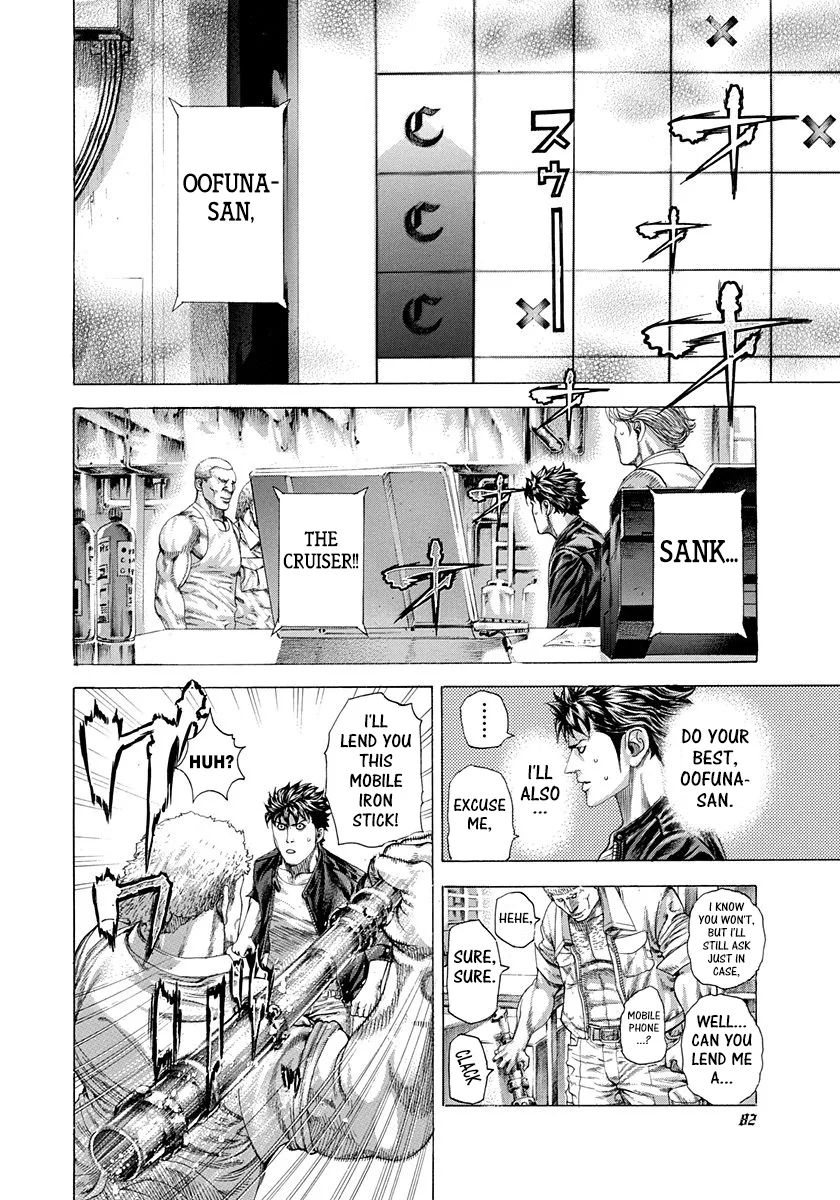 オ
オ
オ
オ
オ
オ
スゥー
C
C
C
OOFUNA-
SAN,
SANK...
THE
CRUISER!!
DO YOUR
BEST,
OOFUNA-
SAN.
I'LL
ALSO
...
......
EXCUSE
ME,
I KNOW
YOU WON'T,
BUT I'LL
STILL ASK
JUST IN
CASE,
WELL...
CAN YOU
LEND ME
A...
MOBILE
PHONE
...?
HEHE,
SURE,
SURE.
CLACK
I'LL
LEND YOU
THIS
MOBILE
IRON
STICK!
HUH?
82